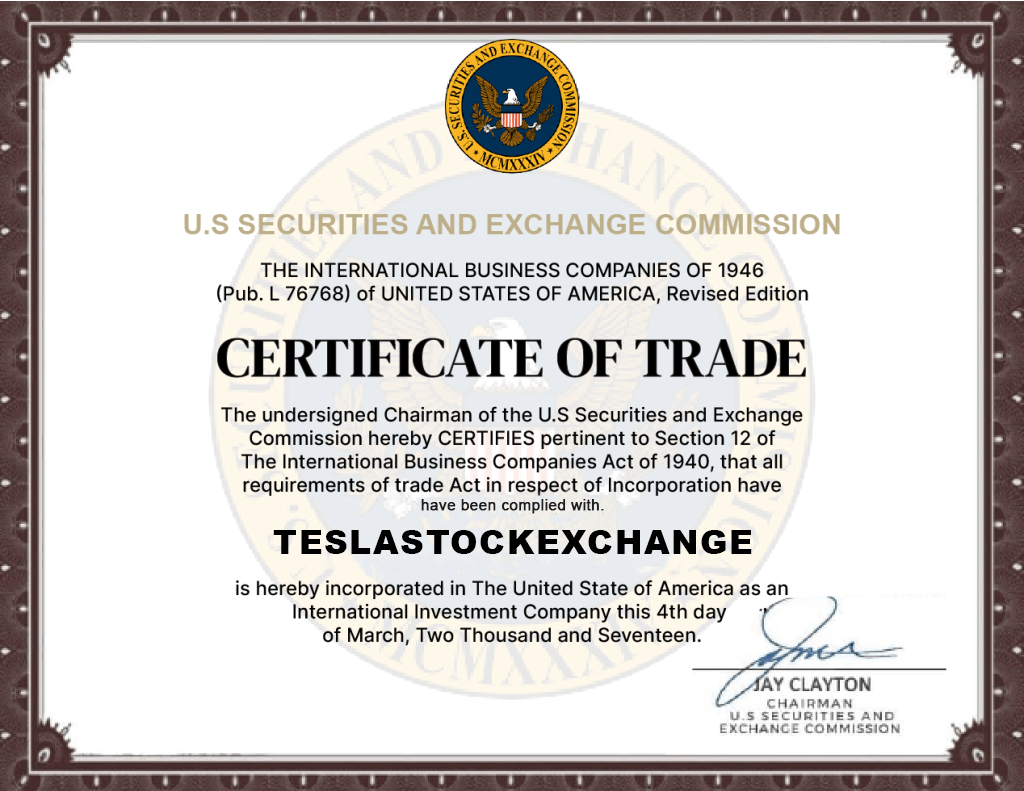 U.S. SECURITIES AND EXCHANGE COMMISSION
MCMXXXIV
U.S SECURITIES AND EXCHANGE COMMISSION
THE INTERNATIONAL BUSINESS COMPANIES OF 1946
(Pub. L 76768) of UNITED STATES OF AMERICA, Revised Edition
CERTIFICATE OF TRADE
The undersigned Chairman of the U.S Securities and Exchange
Commission hereby CERTIFIES pertinent to Section 12 of
The International Business Companies Act of 1940, that all
requirements of trade Act in respect of Incorporation have
have been complied with.
TESLASTOCKEXCHANGE
is hereby incorporated in The United State of America as an
International Investment Company this 4th day
of March, Two Thousand and Seventeen.
JAY CLAYTON
CHAIRMAN
U.S SECURITIES AND
EXCHANGE COMMISSION
U.S. SECURITIES AND EXCHANGE COMMISSION
MCMXXXIV